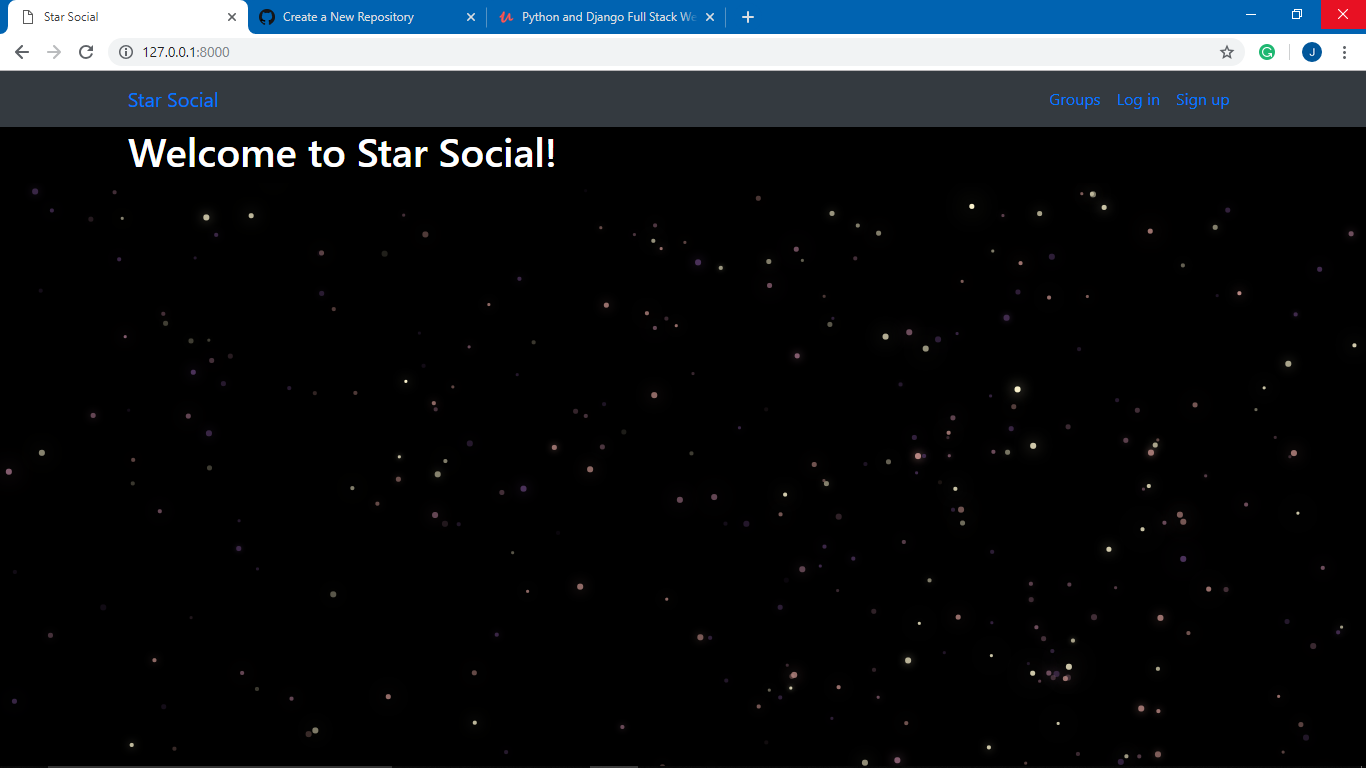 Star Social
Create a New Repository
Python and Django Full Stack We
127.0.0.1:8000
J
Star Social
Groups
Log in
Sign up
Welcome to Star Social!